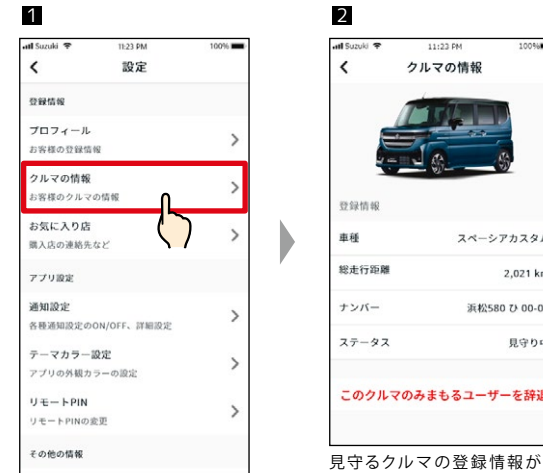 1
Suzuki 11:23 PM 100%
設定
登録情報
プロフィール
お客様の登録情報
クルマの情報
お客様のクルマの情報
お気に入り店
購入店の連絡先など
アプリ設定
通知設定
各種通知設定のON/OFF、詳細設定
テーマカラー設定
アプリの外観カラーの設定
リモートPIN
リモートPINの変更
その他の情報
2
Suzuki 11:23 PM 100%
クルマの情報
登録情報
車種 スペーシアカスタム
総走行距離 2,021 km
ナンバー 浜松580 ひ 00-0
ステータス 見守り中
このクルマのみまもるユーザーを辞退
見守るクルマの登録情報が